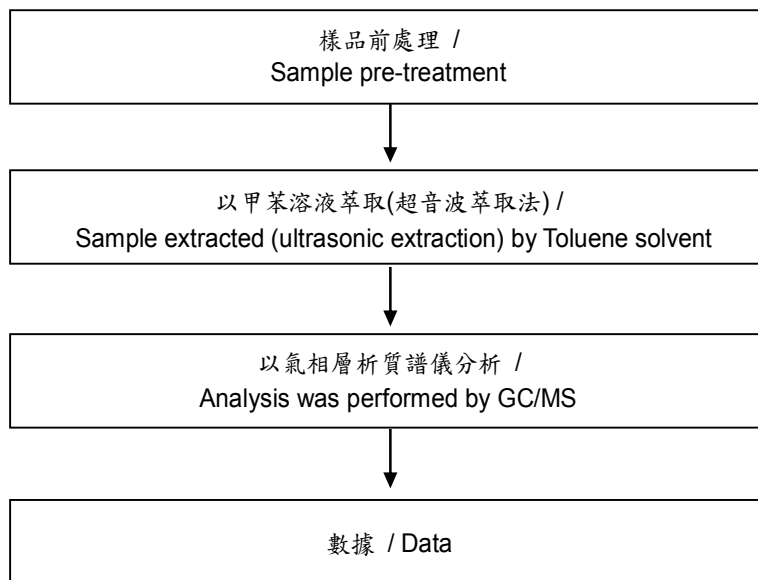 樣品前處理 /
Sample pre-treatment
以甲苯溶液萃取(超音波萃取法) /
Sample extracted (ultrasonic extraction) by Toluene solvent
以氣相層析質譜儀分析 /
Analysis was performed by GC/MS
數據 / Data